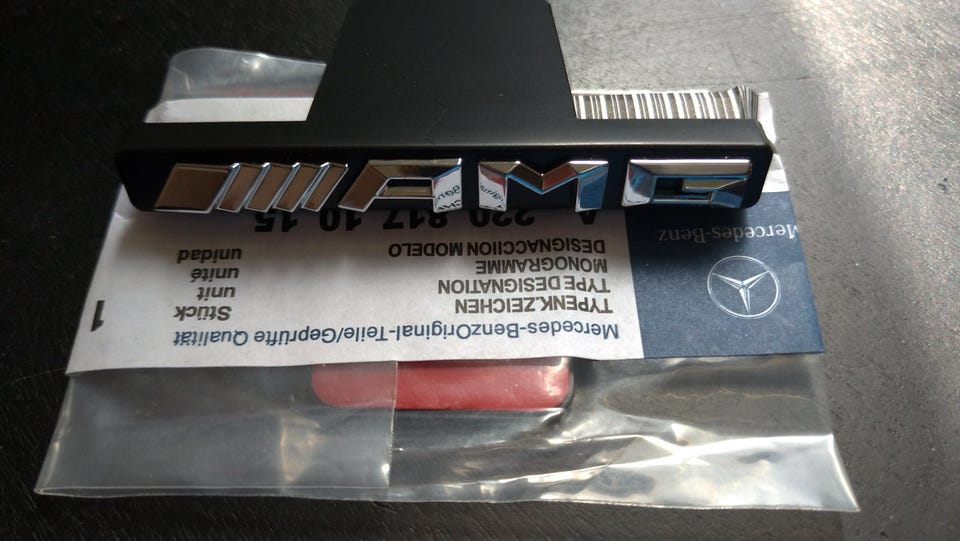 AMG
Mercedes-BenzOriginal-Teile/Geprüfte Qualität
TYPENK.ZEICHEN Stück
TYPE DESIGNATION unit 1
MONOGRAMME unité
DESIGNACCIION MODELO unidad
A 220 817 10 15
Mercedes-Benz